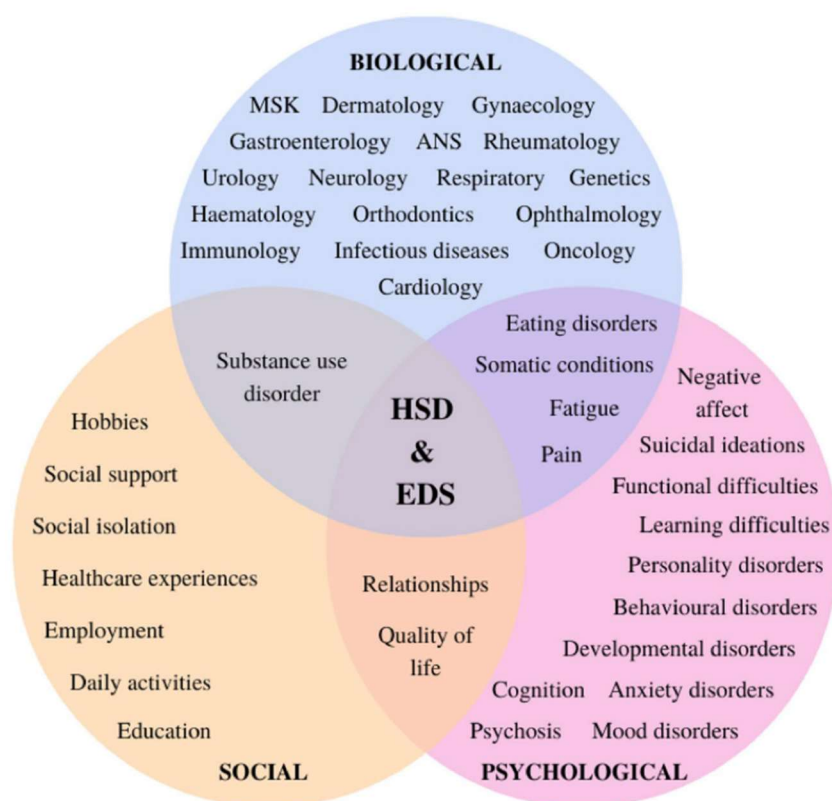 BIOLOGICAL
MSK Dermatology Gynaecology
Gastroenterology ANS Rheumatology
Urology Neurology Respiratory Genetics
Haematology Orthodontics Ophthalmology
Immunology Infectious diseases Oncology
Cardiology
Substance use
disorder
Eating disorders
Somatic conditions
Fatigue
Pain
HSD
&
EDS
Hobbies
Social support
Social isolation
Healthcare experiences
Employment
Daily activities
Education
SOCIAL
Relationships
Quality of
life
Negative
affect
Suicidal ideations
Functional difficulties
Learning difficulties
Personality disorders
Behavioural disorders
Developmental disorders
Cognition Anxiety disorders
Psychosis Mood disorders
PSYCHOLOGICAL